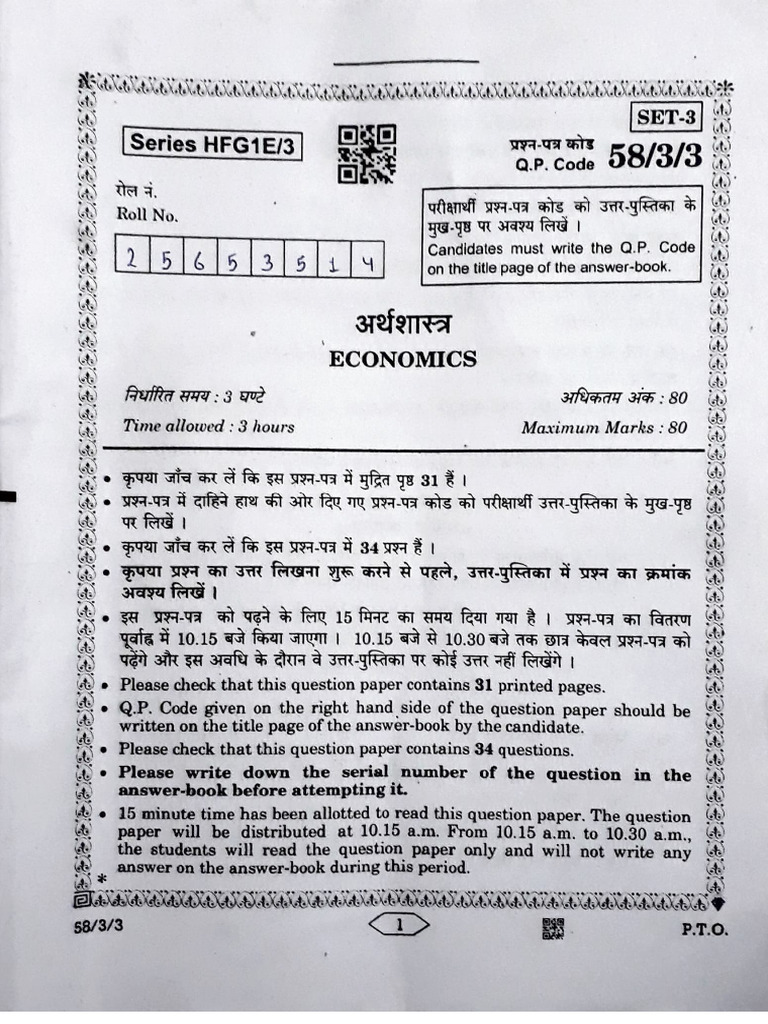 SET-3
Series HFG1E/3
प्रश्न-पत्र कोड
Q.P. Code 58/3/3
रोल नं.
Roll No.
2 5 6 5 3 5 1 4
परीक्षार्थी प्रश्न-पत्र कोड को उत्तर-पुस्तिका के
मुख-पृष्ठ पर अवश्य लिखें ।
Candidates must write the Q.P. Code
on the title page of the answer-book.
अर्थशास्त्र
ECONOMICS
निर्धारित समय : 3 घण्टे
अधिकतम अंक : 80
Time allowed : 3 hours
Maximum Marks : 80
• कृपया जाँच कर लें कि इस प्रश्न-पत्र में मुद्रित पृष्ठ 31 हैं ।
• प्रश्न-पत्र में दाहिने हाथ की ओर दिए गए प्रश्न-पत्र कोड को परीक्षार्थी उत्तर-पुस्तिका के मुख-पृष्ठ
पर लिखें ।
• कृपया जाँच कर लें कि इस प्रश्न-पत्र में 34 प्रश्न हैं ।
• कृपया प्रश्न का उत्तर लिखना शुरू करने से पहले, उत्तर-पुस्तिका में प्रश्न का क्रमांक
अवश्य लिखें ।
• इस प्रश्न-पत्र को पढ़ने के लिए 15 मिनट का समय दिया गया है । प्रश्न-पत्र का वितरण
पूर्वाह्न में 10.15 बजे किया जाएगा । 10.15 बजे से 10.30 बजे तक छात्र केवल प्रश्न-पत्र को
पढ़ेंगे और इस अवधि के दौरान वे उत्तर-पुस्तिका पर कोई उत्तर नहीं लिखेंगे ।
• Please check that this question paper contains 31 printed pages.
• Q.P. Code given on the right hand side of the question paper should be
written on the title page of the answer-book by the candidate.
• Please check that this question paper contains 34 questions.
• Please write down the serial number of the question in the
answer-book before attempting it.
• 15 minute time has been allotted to read this question paper. The question
paper will be distributed at 10.15 a.m. From 10.15 a.m. to 10.30 a.m.,
the students will read the question paper only and will not write any
answer on the answer-book during this period.
*
58/3/3
1
P.T.O.